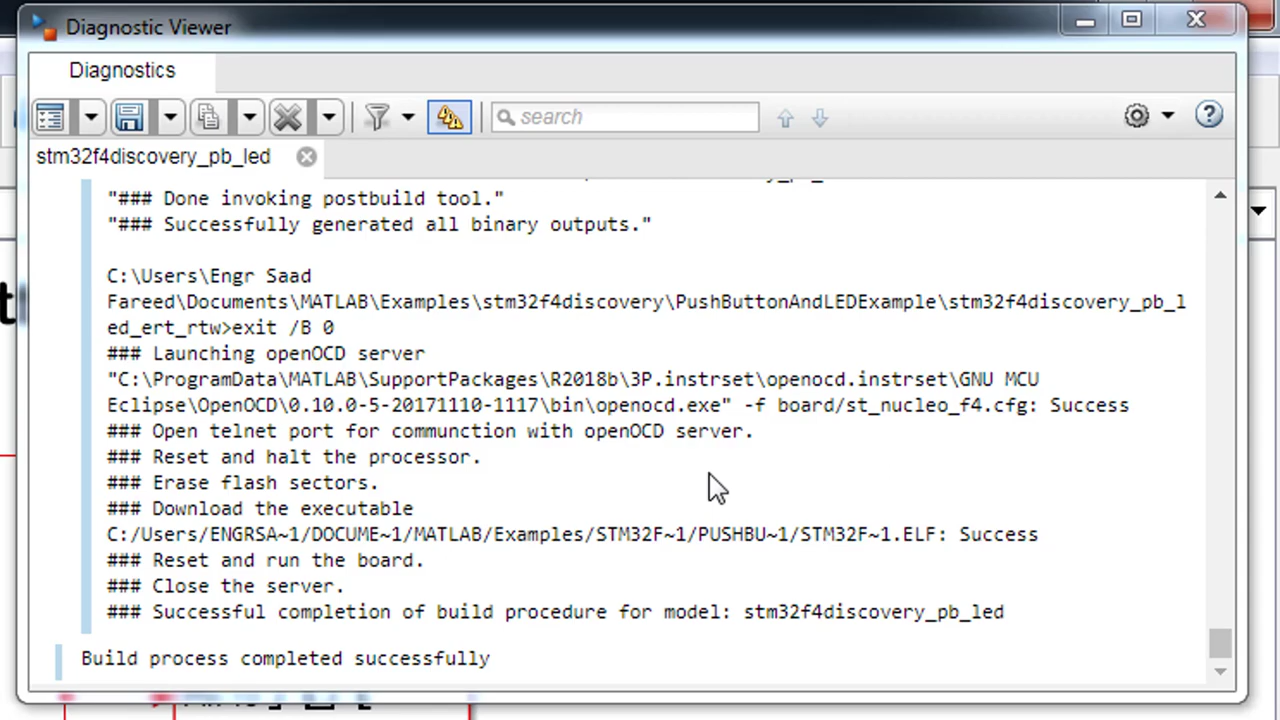 Diagnostic Viewer
Diagnostics
search
stm32f4discovery_pb_led
"### Done invoking postbuild tool."
"### Successfully generated all binary outputs."
C:\Users\Engr Saad
Fareed\Documents\MATLAB\Examples\stm32f4discovery\PushButtonAndLEDExample\stm32f4discovery_pb_l
ed_ert_rtw>exit /B 0
### Launching openOCD server
"C:\ProgramData\MATLAB\SupportPackages\R2018b\3P.instrset\openocd.instrset\GNU MCU
Eclipse\OpenOCD\0.10.0-5-20171110-1117\bin\openocd.exe" -f board/st_nucleo_f4.cfg: Success
### Open telnet port for communction with openOCD server.
### Reset and halt the processor.
### Erase flash sectors.
### Download the executable
C:/Users/ENGRSA~1/DOCUME~1/MATLAB/Examples/STM32F~1/PUSHBU~1/STM32F~1.ELF: Success
### Reset and run the board.
### Close the server.
### Successful completion of build procedure for model: stm32f4discovery_pb_led
Build process completed successfully